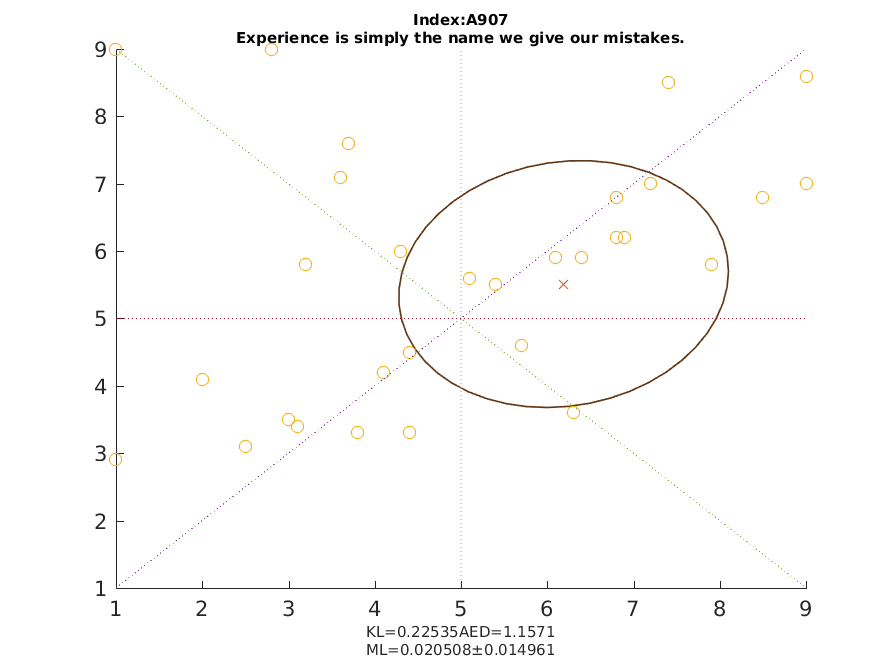 Index:A907
Experience is simply the name we give our mistakes.
9
8
7
6
5
4
3
2
1
1 2 3 4 5 6 7 8 9
KL=0.22535AED=1.1571
ML=0.020508±0.014961